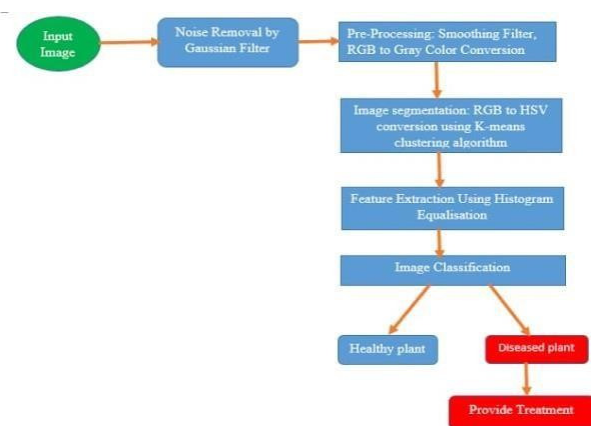 Input
Image
Noise Removal by
Gaussian Filter
Pre-Processing: Smoothing Filter,
RGB to Gray Color Conversion
Image segmentation: RGB to HSV
conversion using K-means
clustering algorithm
Feature Extraction Using Histogram
Equalisation
Image Classification
Healthy plant
Diseased plant
Provide Treatment